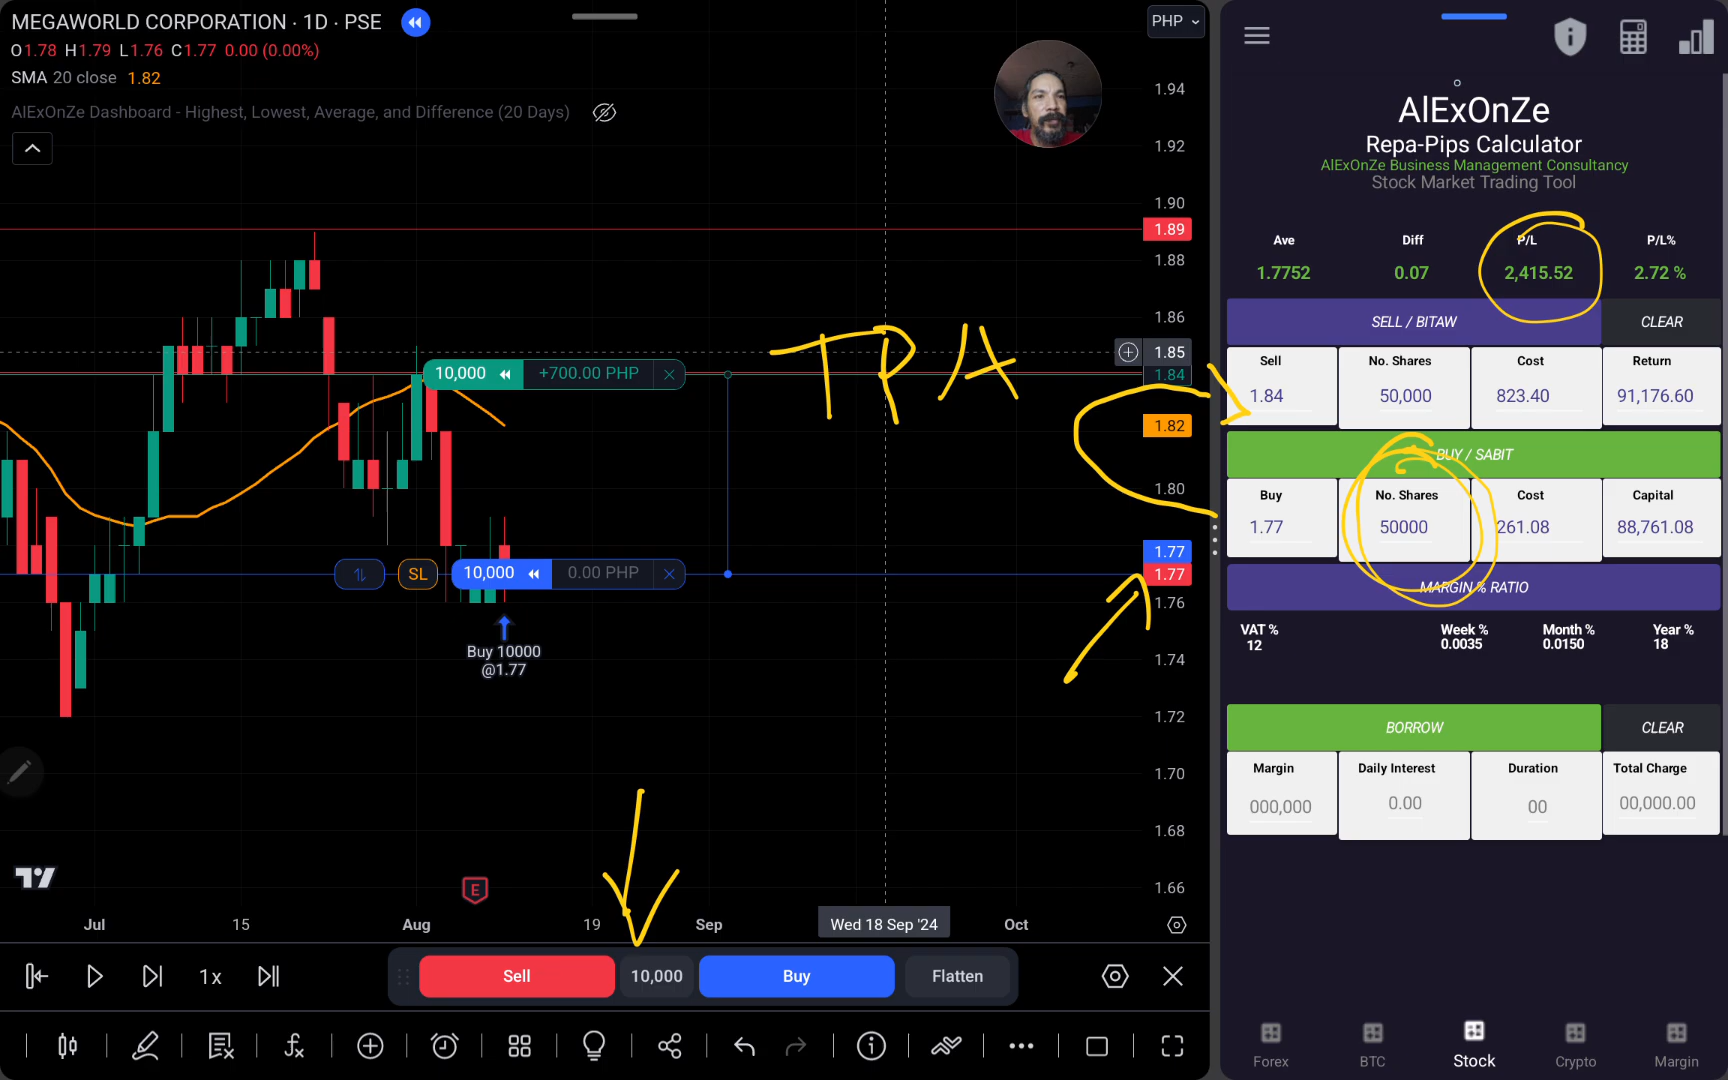 MEGAWORLD CORPORATION · 1D · PSE
O1.78 H1.79 L1.76 C1.77 0.00 (0.00%)
SMA 20 close 1.82
AlExOnZe Dashboard - Highest, Lowest, Average, and Difference (20 Days)
PHP
1.94
1.92
1.90
1.89
1.88
1.86
1.85
1.84
1.82
1.80
1.77
1.77
1.76
1.74
1.72
1.70
1.68
1.66
10,000 +700.00 PHP
TRA
SL 10,000 0.00 PHP
Buy 10000
@1.77
E
Jul 15 Aug 19 Sep Wed 18 Sep '24 Oct
1x
Sell 10,000 Buy Flatten
AlExOnZe
Repa-Pips Calculator
AlExOnZe Business Management Consultancy
Stock Market Trading Tool
Ave Diff P/L P/L%
1.7752 0.07 2,415.52 2.72 %
SELL / BITAW CLEAR
Sell No. Shares Cost Return
1.84 50,000 823.40 91,176.60
BUY / SABIT
Buy No. Shares Cost Capital
1.77 50000 261.08 88,761.08
MARGIN % RATIO
VAT % Week % Month % Year %
12 0.0035 0.0150 18
BORROW CLEAR
Margin Daily Interest Duration Total Charge
000,000 0.00 00 00,000.00
Forex BTC Stock Crypto Margin